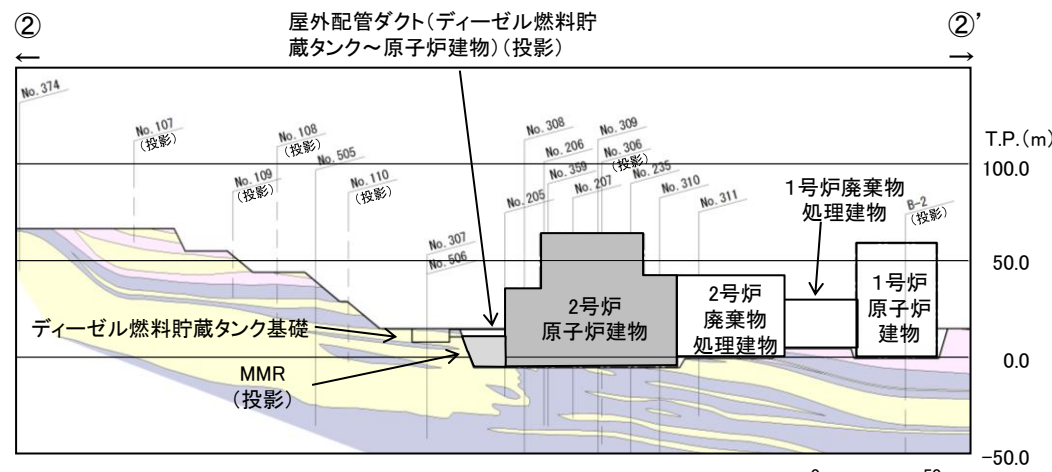 ②
屋外配管ダクト(ディーゼル燃料貯
蔵タンク～原子炉建物)(投影)
②’
←
→
No. 374
No. 107
(投影)
No. 108
(投影)
No. 109
(投影)
No. 505
No. 110
(投影)
No. 307
No. 506
No. 205
No. 308
No. 206
No. 359
No. 207
No. 309
No. 306
(投影)
No. 235
No. 310
No. 311
B-2
(投影)
T.P.(m)
100.0
50.0
0.0
-50.0
1号炉廃棄物
処理建物
2号炉
原子炉建物
2号炉
廃棄物
処理建物
1号炉
原子炉
建物
ディーゼル燃料貯蔵タンク基礎
MMR
(投影)
0
50